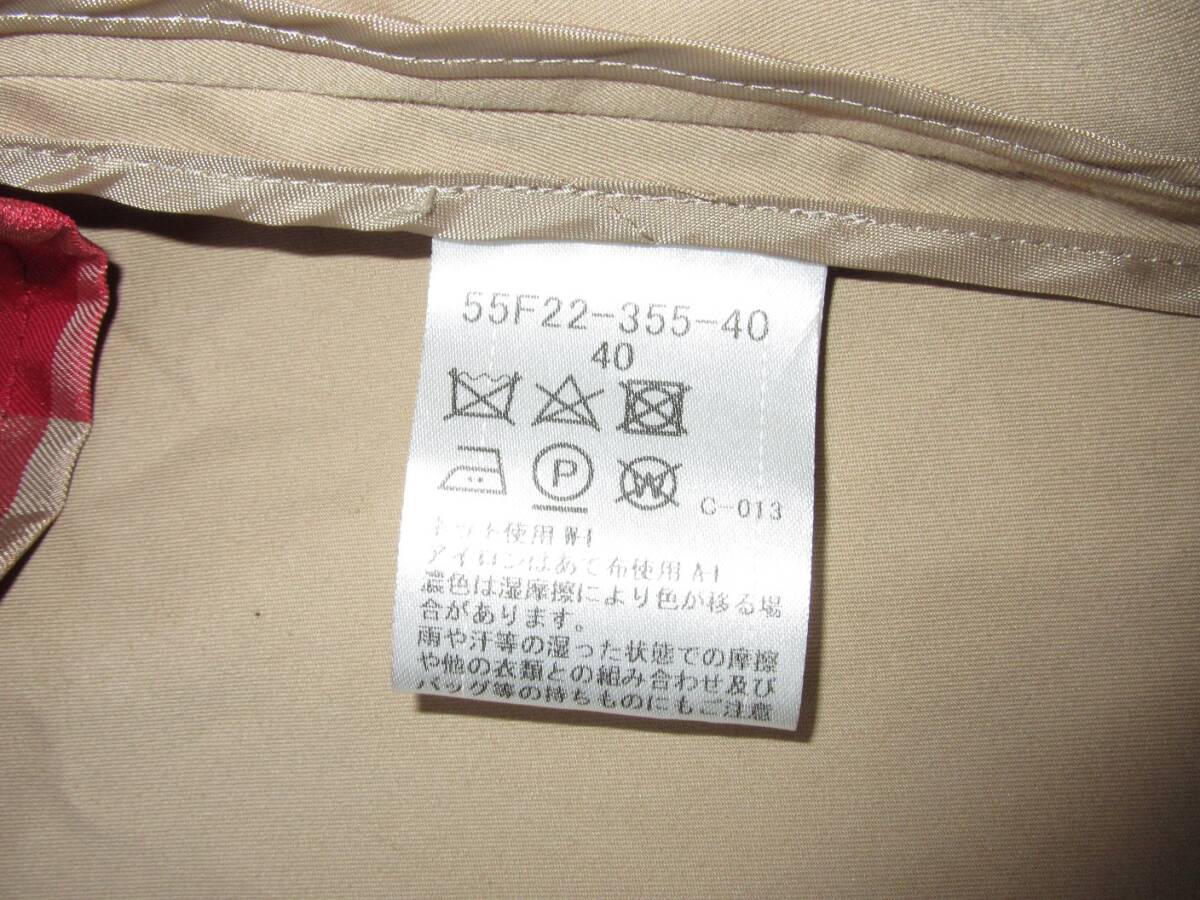 55F22-355-40
40
P
W
C-013
ネット使用 W-1
アイロンはあて布使用 A-1
濃色は湿摩擦により色が移る場
合があります。
雨や汗等の湿った状態での摩擦
や他の衣類との組み合わせ及び
バッグ等の持ちものにもご注意